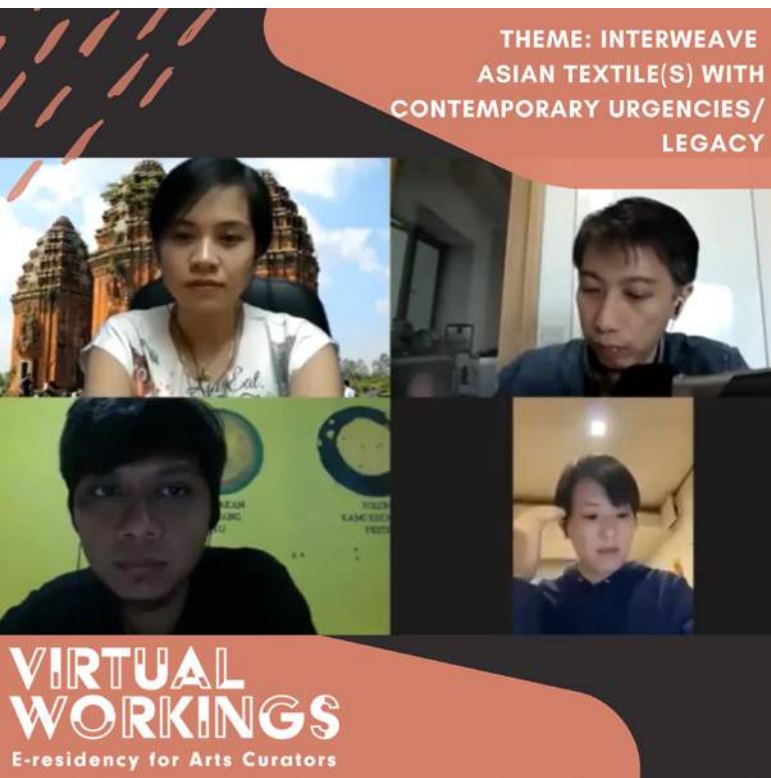 THEME: INTERWEAVE
ASIAN TEXTILE(S) WITH
CONTEMPORARY URGENCIES/
LEGACY
VIRTUAL
WORKINGS
E-residency for Arts Curators